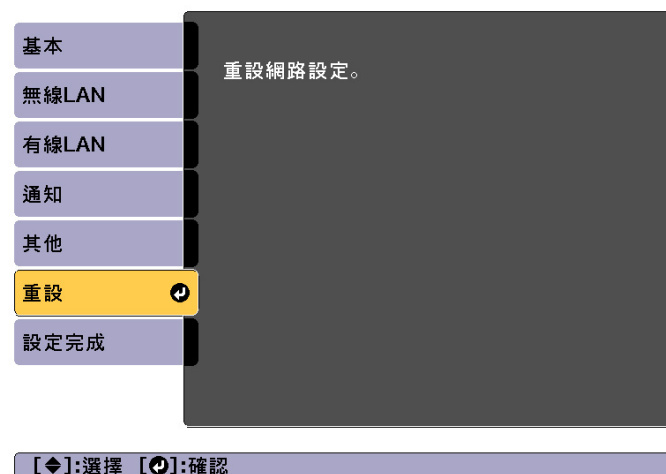 基本
重設網路設定。
無線LAN
有線LAN
通知
其他
重設
設定完成
[◆]:選擇 [↵]:確認